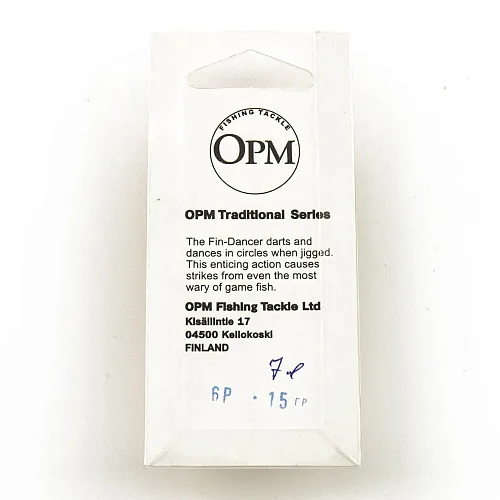 FISHING TACKLE
OPM
OPM Traditional Series
The Fin-Dancer darts and
dances in circles when jigged.
This enticing action causes
strikes from even the most
wary of game fish.
OPM Fishing Tackle Ltd
Kisällintie 17
04500 Kellokoski
FINLAND
6P · 15 ГР